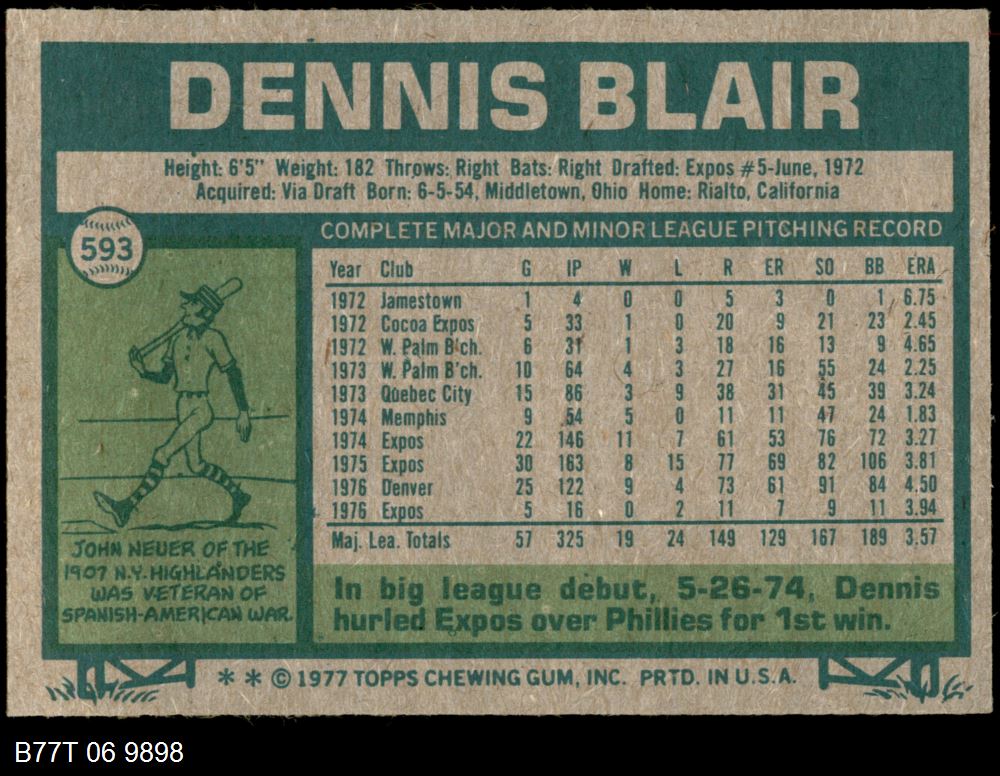 DENNIS BLAIR
Height: 6'5" Weight: 182 Throws: Right Bats: Right Drafted: Expos #5-June, 1972
Acquired: Via Draft Born: 6-5-54, Middletown, Ohio Home: Rialto, California
593
COMPLETE MAJOR AND MINOR LEAGUE PITCHING RECORD
Year Club G IP W L R ER SO BB ERA
1972 Jamestown 1 4 0 0 5 3 0 1 6.75
1972 Cocoa Expos 5 33 1 0 20 9 21 23 2.45
1972 W. Palm B'ch. 6 31 1 3 18 16 13 9 4.65
1973 W. Palm B'ch. 10 64 4 3 27 16 55 24 2.25
1973 Quebec City 15 86 3 9 38 31 45 39 3.24
1974 Memphis 9 54 5 0 11 11 47 24 1.83
1974 Expos 22 146 11 7 61 53 76 72 3.27
1975 Expos 30 163 8 15 77 69 82 106 3.81
1976 Denver 25 122 9 4 73 61 91 84 4.50
1976 Expos 5 16 0 2 11 7 9 11 3.94
Maj. Lea. Totals 57 325 19 24 149 129 167 189 3.57
JOHN NEUER OF THE
1907 N.Y. HIGHLANDERS
WAS VETERAN OF
SPANISH-AMERICAN WAR.
In big league debut, 5-26-74, Dennis
hurled Expos over Phillies for 1st win.
* * © 1977 TOPPS CHEWING GUM, INC. PRTD. IN U.S.A.
B77T 06 9898